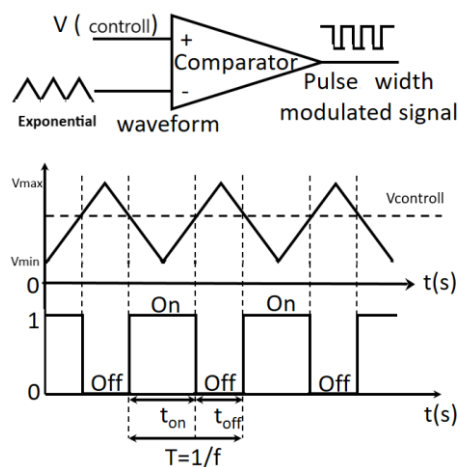 V ( controll)
+
Comparator
-
Exponential waveform
Pulse width
modulated signal
Vmax
Vcontroll
Vmin
0
t(s)
On On
1
Off Off Off
0
t(s)
ton toff
T=1/f